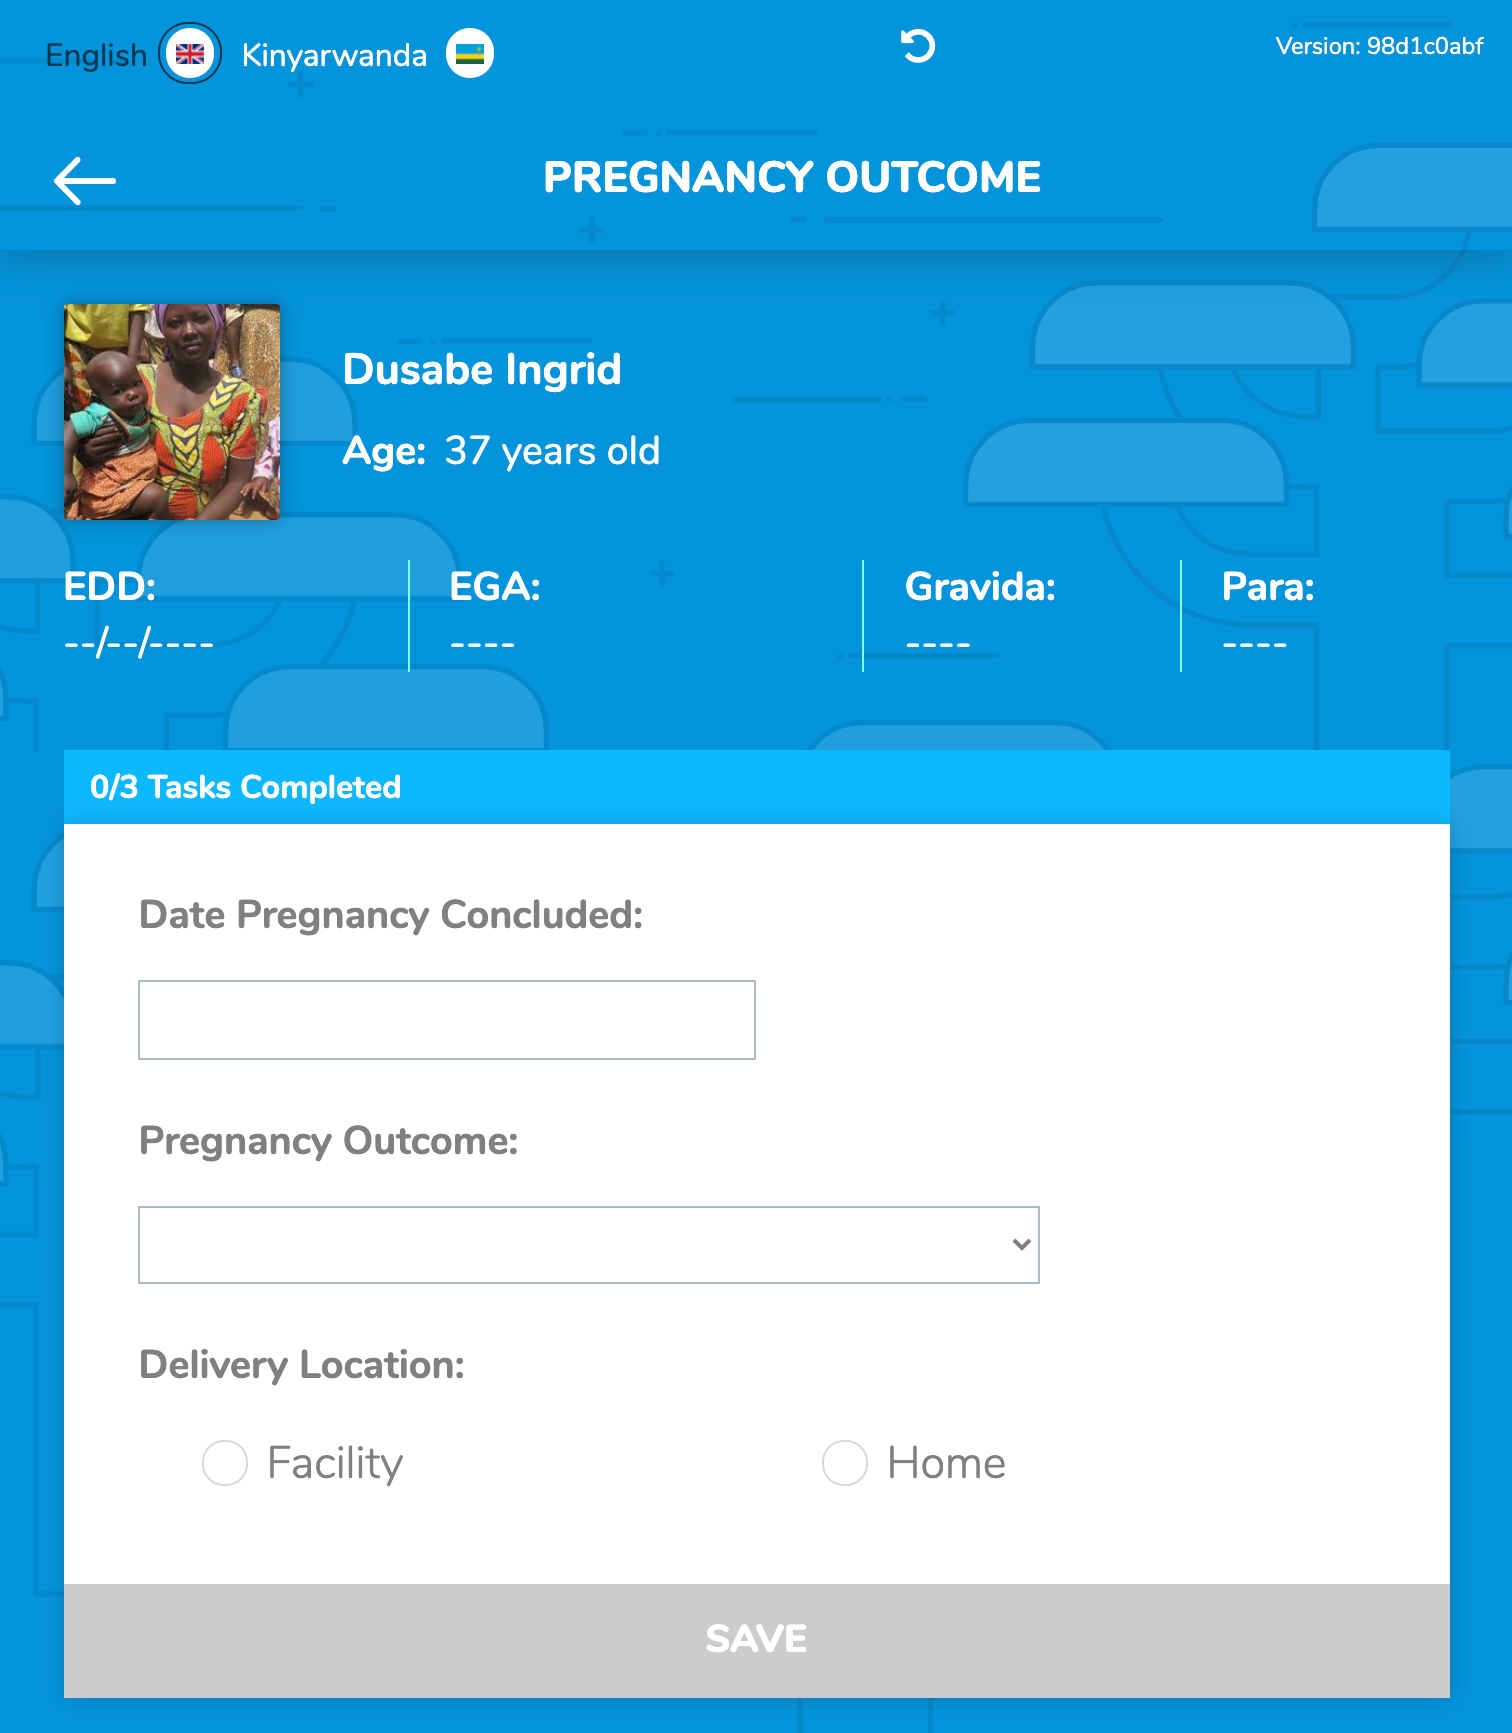 English Kinyarwanda Version: 98d1c0abf
PREGNANCY OUTCOME
Dusabe Ingrid
Age: 37 years old
EDD: EGA: Gravida: Para:
--/--/---- ---- ---- ----
0/3 Tasks Completed
Date Pregnancy Concluded:
Pregnancy Outcome:
Delivery Location:
Facility Home
SAVE